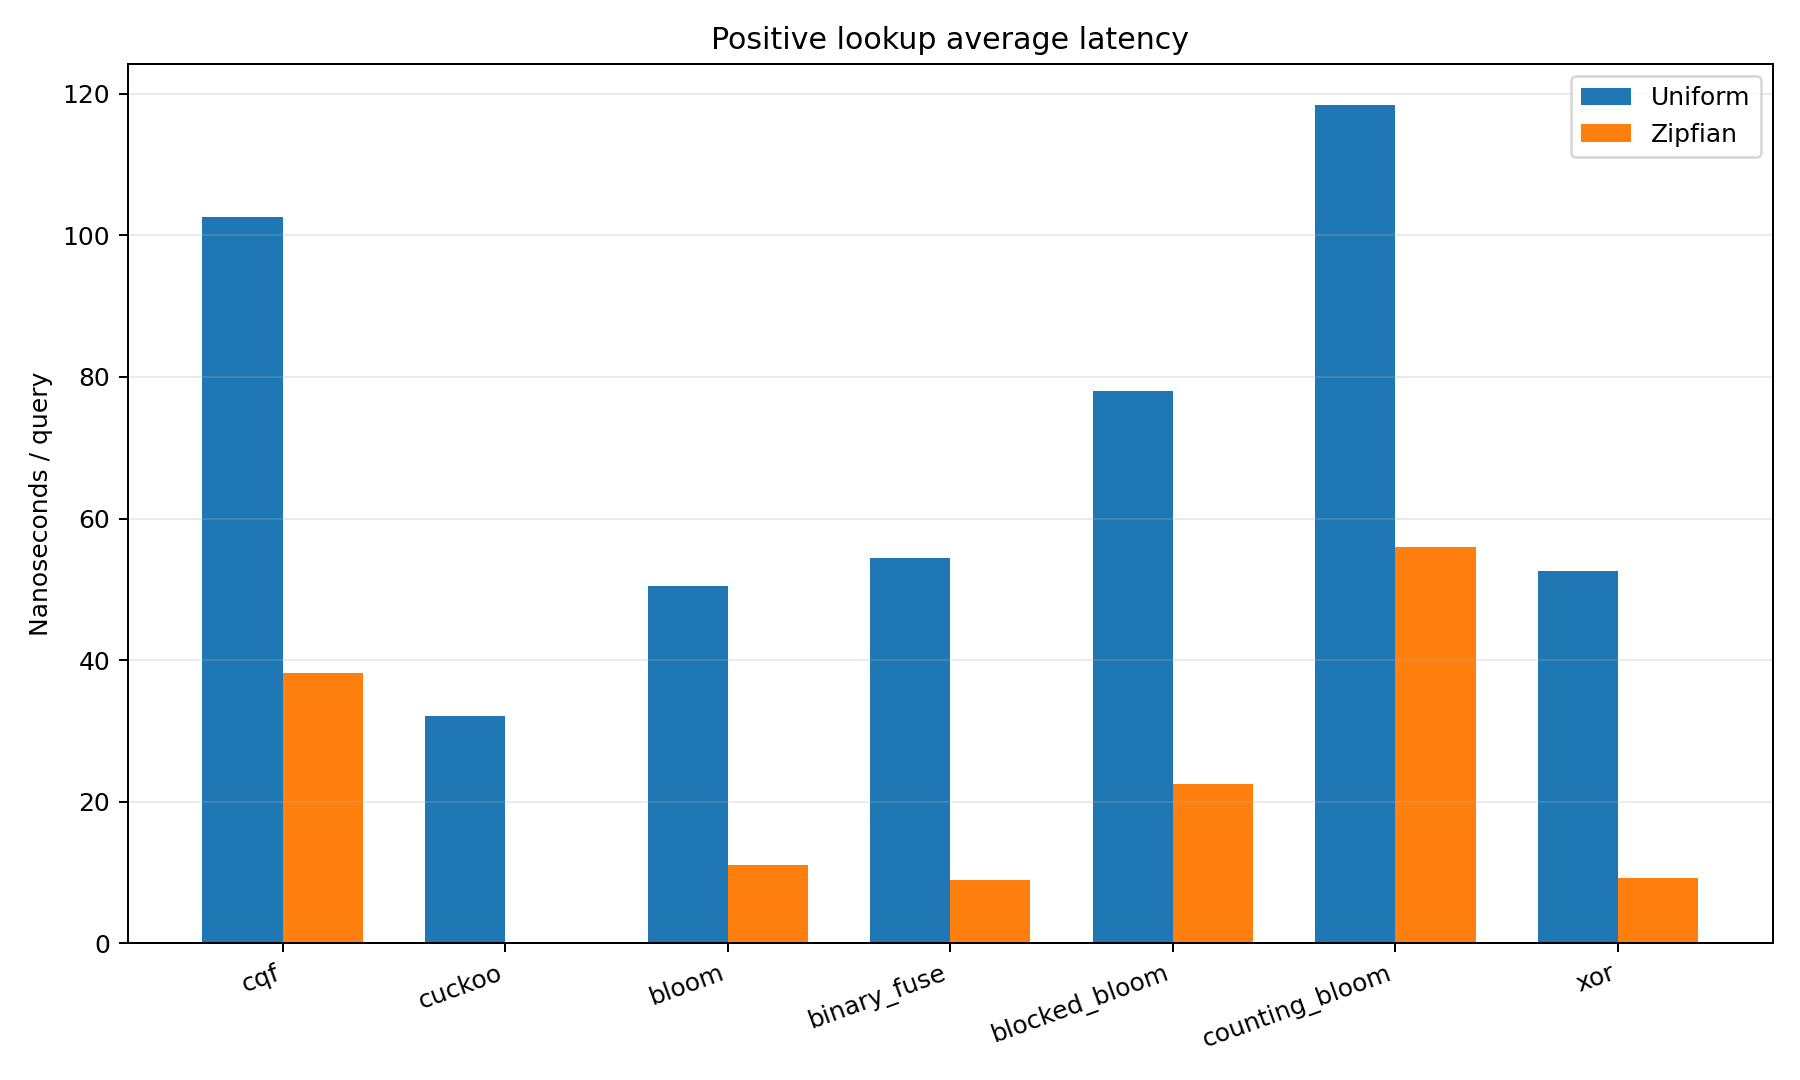 Positive lookup average latency
Uniform
Zipfian
Nanoseconds / query
120
100
80
60
40
20
0
cqf
cuckoo
bloom
binary_fuse
blocked_bloom
counting_bloom
xor